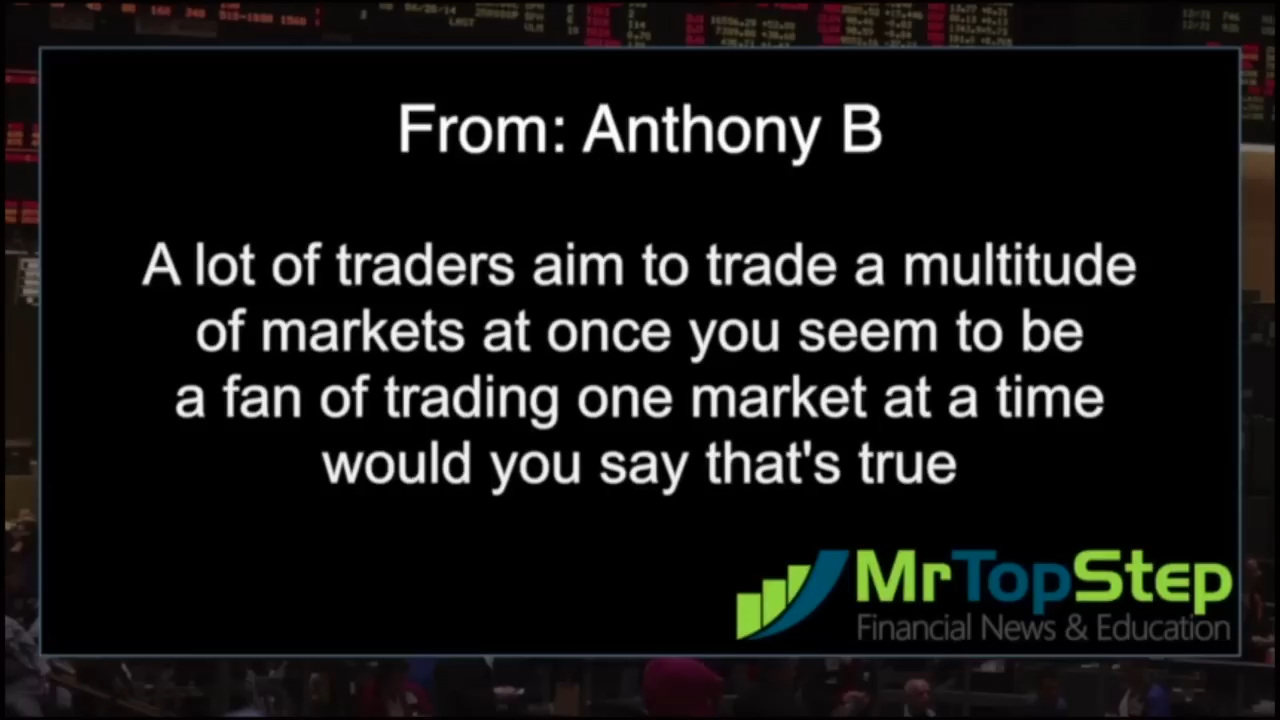 From: Anthony B
A lot of traders aim to trade a multitude
of markets at once you seem to be
a fan of trading one market at a time
would you say that's true
MrTopStep
Financial News & Education